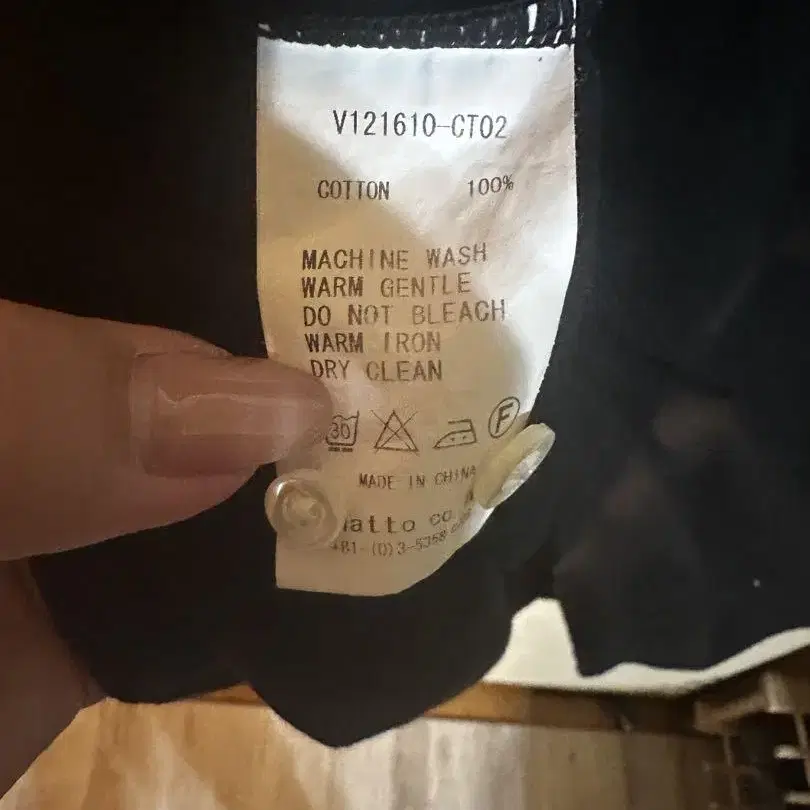 V121610-CT02
COTTON 100%
MACHINE WASH
WARM GENTLE
DO NOT BLEACH
WARM IRON
DRY CLEAN
30 F
MADE IN CHINA